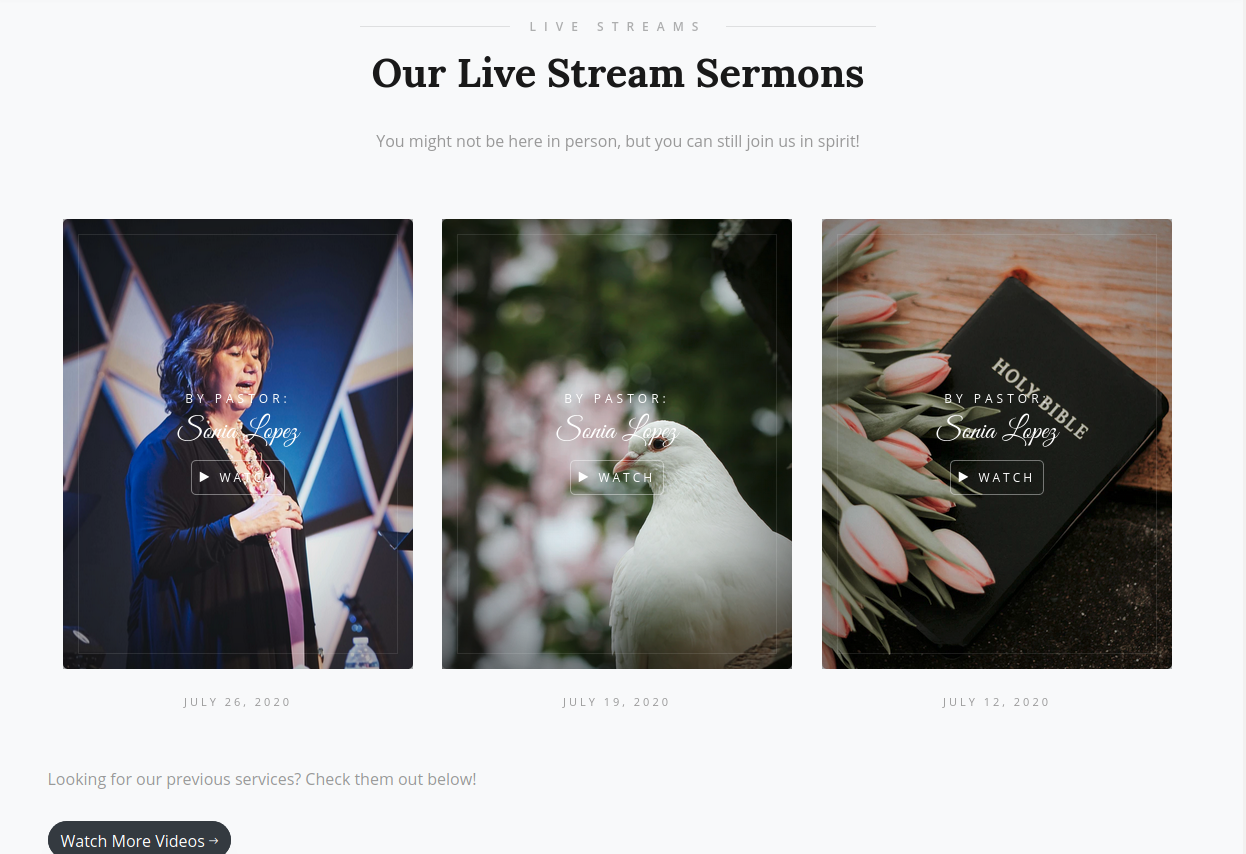 LIVE STREAMS
Our Live Stream Sermons
You might not be here in person, but you can still join us in spirit!
BY PASTOR:
Sonia Lopez
WATCH
BY PASTOR:
Sonia Lopez
WATCH
HOLY BIBLE
BY PASTOR:
Sonia Lopez
WATCH
JULY 26, 2020
JULY 19, 2020
JULY 12, 2020
Looking for our previous services? Check them out below!
Watch More Videos →